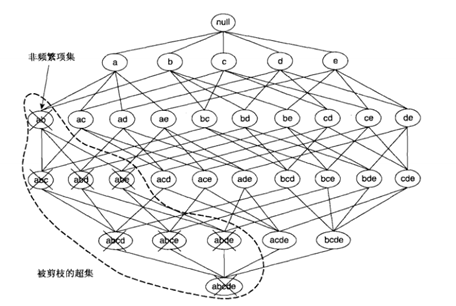 null
a b c d e
非频繁项集
ab ac ad ae bc bd be cd ce de
abc abd abe acd ace ade bcd bce bde cde
abcd abce abde acde bcde
被剪枝的超集
abcde